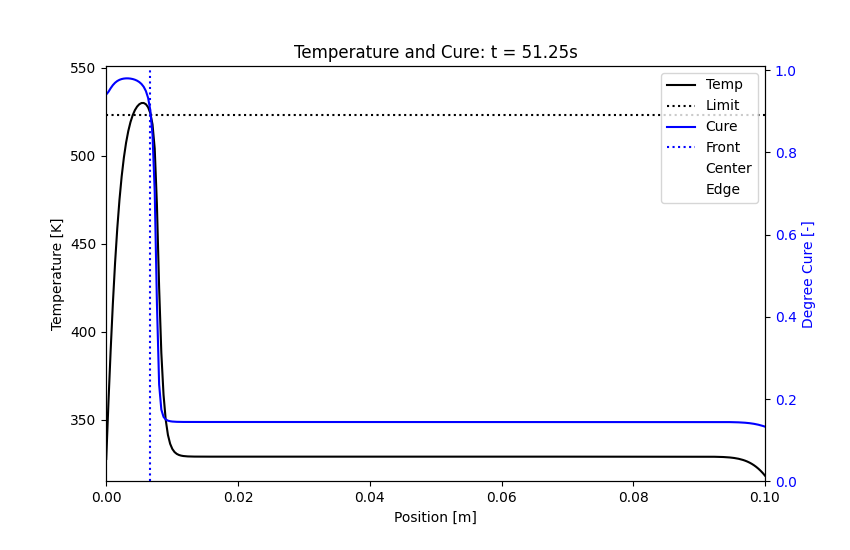 Temperature and Cure: t = 51.25s
550
500
450
400
350
Temperature [K]
1.0
0.8
0.6
0.4
0.2
0.0
Degree Cure [-]
Temp
Limit
Cure
Front
Center
Edge
0.00
0.02
0.04
0.06
0.08
0.10
Position [m]